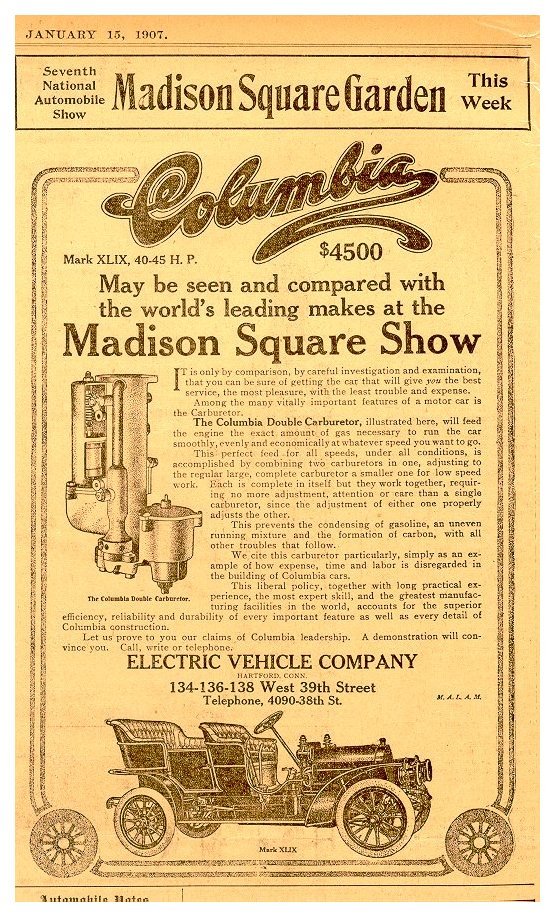 JANUARY 15, 1907.
Seventh
National
Automobile
Show
Madison Square Garden
This
Week
Columbia
Mark XLIX, 40-45 H. P.
$4500
May be seen and compared with
the world's leading makes at the
Madison Square Show
IT is only by comparison, by careful investigation and examination,
that you can be sure of getting the car that will give you the best
service, the most pleasure, with the least trouble and expense.
Among the many vitally important features of a motor car is
the Carburetor.
The Columbia Double Carburetor, illustrated here, will feed
the engine the exact amount of gas necessary to run the car
smoothly, evenly and economically at whatever speed you want to go.
This perfect feed for all speeds, under all conditions, is
accomplished by combining two carburetors in one, adjusting to
the regular large, complete carburetor a smaller one for low speed
work. Each is complete in itself but they work together, requir-
ing no more adjustment, attention or care than a single
carburetor, since the adjustment of either one properly
adjusts the other.
This prevents the condensing of gasoline, an uneven
running mixture and the formation of carbon, with all
other troubles that follow.
We cite this carburetor particularly, simply as an ex-
ample of how expense, time and labor is disregarded in
the building of Columbia cars.
This liberal policy, together with long practical ex-
perience, the most expert skill, and the greatest manufac-
turing facilities in the world, accounts for the superior
efficiency, reliability and durability of every important feature as well as every detail of
Columbia construction.
Let us prove to you our claims of Columbia leadership. A demonstration will con-
vince you. Call, write or telephone.
The Columbia Double Carburetor.
ELECTRIC VEHICLE COMPANY
HARTFORD, CONN.
134-136-138 West 39th Street
Telephone, 4090-38th St.
M. A. L. A. M.
Mark XLIX
Automobile Notes